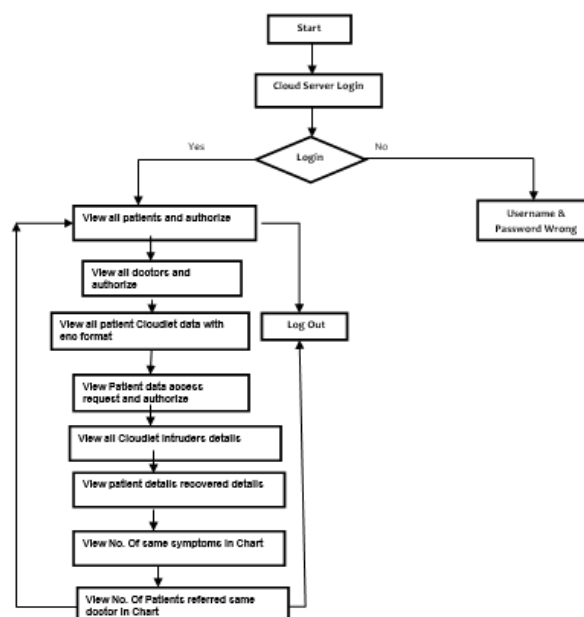 Start
Cloud Server Login
Yes
Login
No
View all patients and authorize
Username &
Password Wrong
View all doctors and
authorize
View all patient Cloudlet data with
enc format
Log Out
View Patient data access
request and authorize
View all Cloudlet Intruders details
View patient details recovered details
View No. Of same symptoms in Chart
View No. Of Patients referred same
doctor in Chart